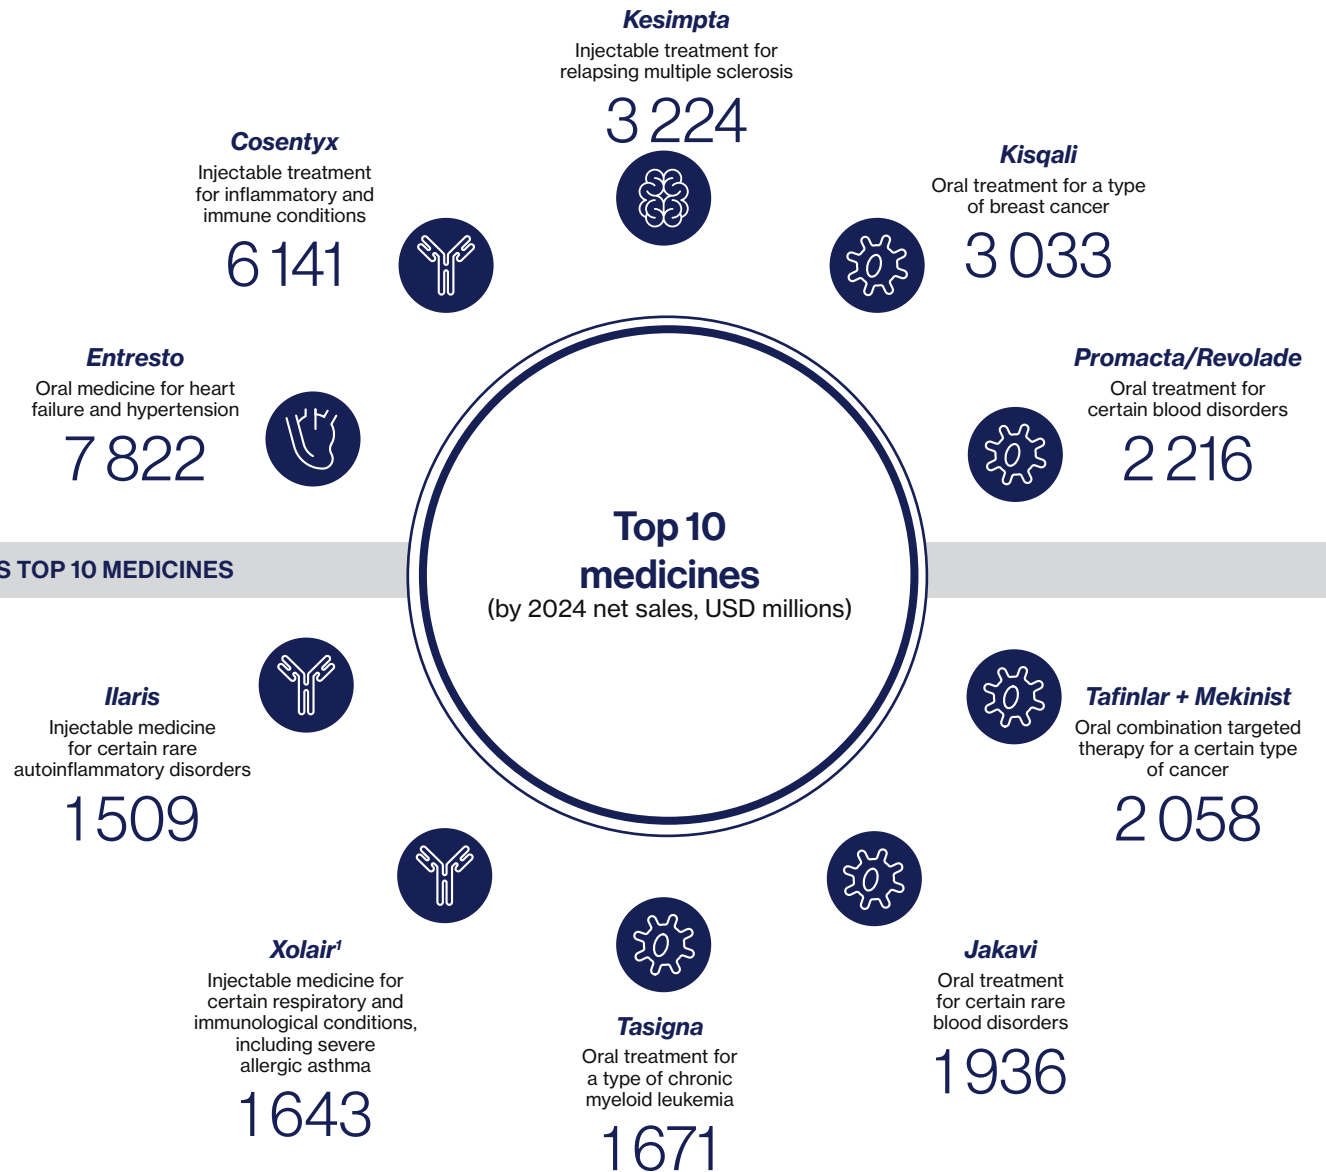 Kesimpta
Injectable treatment for
relapsing multiple sclerosis
3 224
Cosentyx
Injectable treatment
for inflammatory and
immune conditions
6 141
Kisqali
Oral treatment for a type
of breast cancer
3 033
Entresto
Oral medicine for heart
failure and hypertension
7 822
Promacta/Revolade
Oral treatment for
certain blood disorders
2 216
Top 10
medicines
(by 2024 net sales, USD millions)
S TOP 10 MEDICINES
Ilaris
Injectable medicine
for certain rare
autoinflammatory disorders
1 509
Tafinlar + Mekinist
Oral combination targeted
therapy for a certain type
of cancer
2 058
Xolair¹
Injectable medicine for
certain respiratory and
immunological conditions,
including severe
allergic asthma
1 643
Tasigna
Oral treatment for
a type of chronic
myeloid leukemia
1 671
Jakavi
Oral treatment
for certain rare
blood disorders
1 936